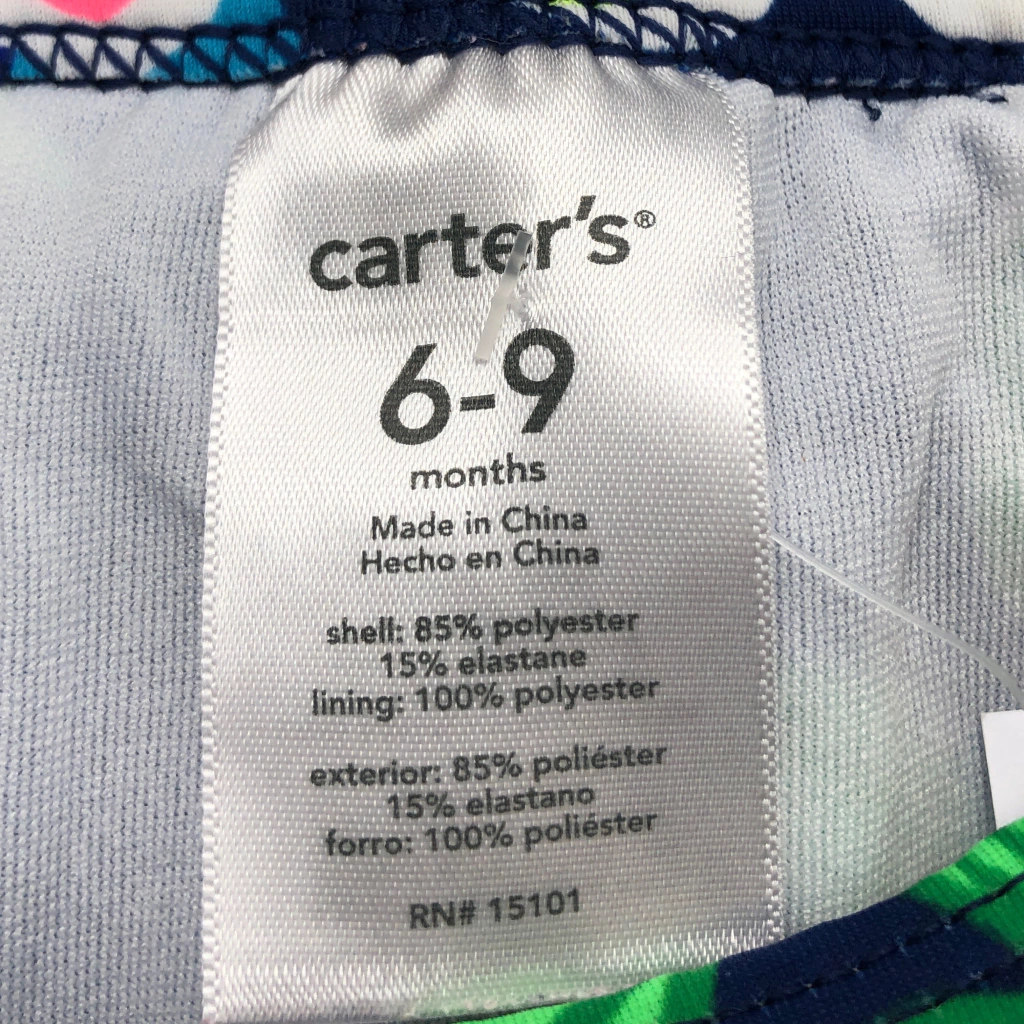 carter's®
6-9
months
Made in China
Hecho en China
shell: 85% polyester
15% elastane
lining: 100% polyester
exterior: 85% poliéster
15% elastano
forro: 100% poliéster
RN# 15101